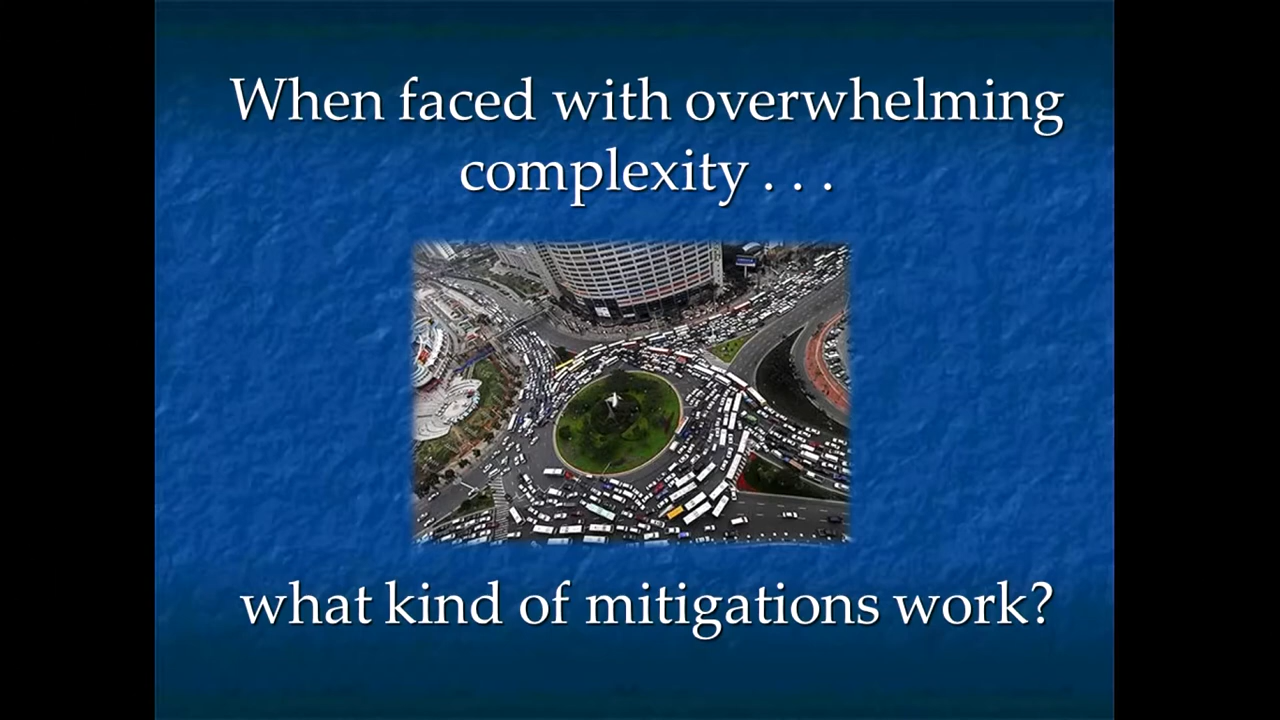 When faced with overwhelming
complexity . . .
what kind of mitigations work?